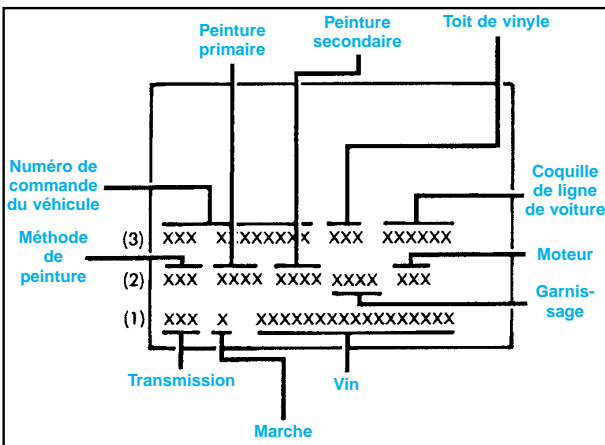 Peinture
primaire
Peinture
secondaire
Toit de vinyle
Numéro de
commande
du véhicule
Coquille
de ligne
de voiture
(3) XXX XXXXXXXX XXX XXXXXX
Méthode
de
peinture
Moteur
(2) XXX XXXX XXXX XXXX XXX
Garnis-
sage
(1) XXX X XXXXXXXXXXXXXXXXX
Transmission
Vin
Marche